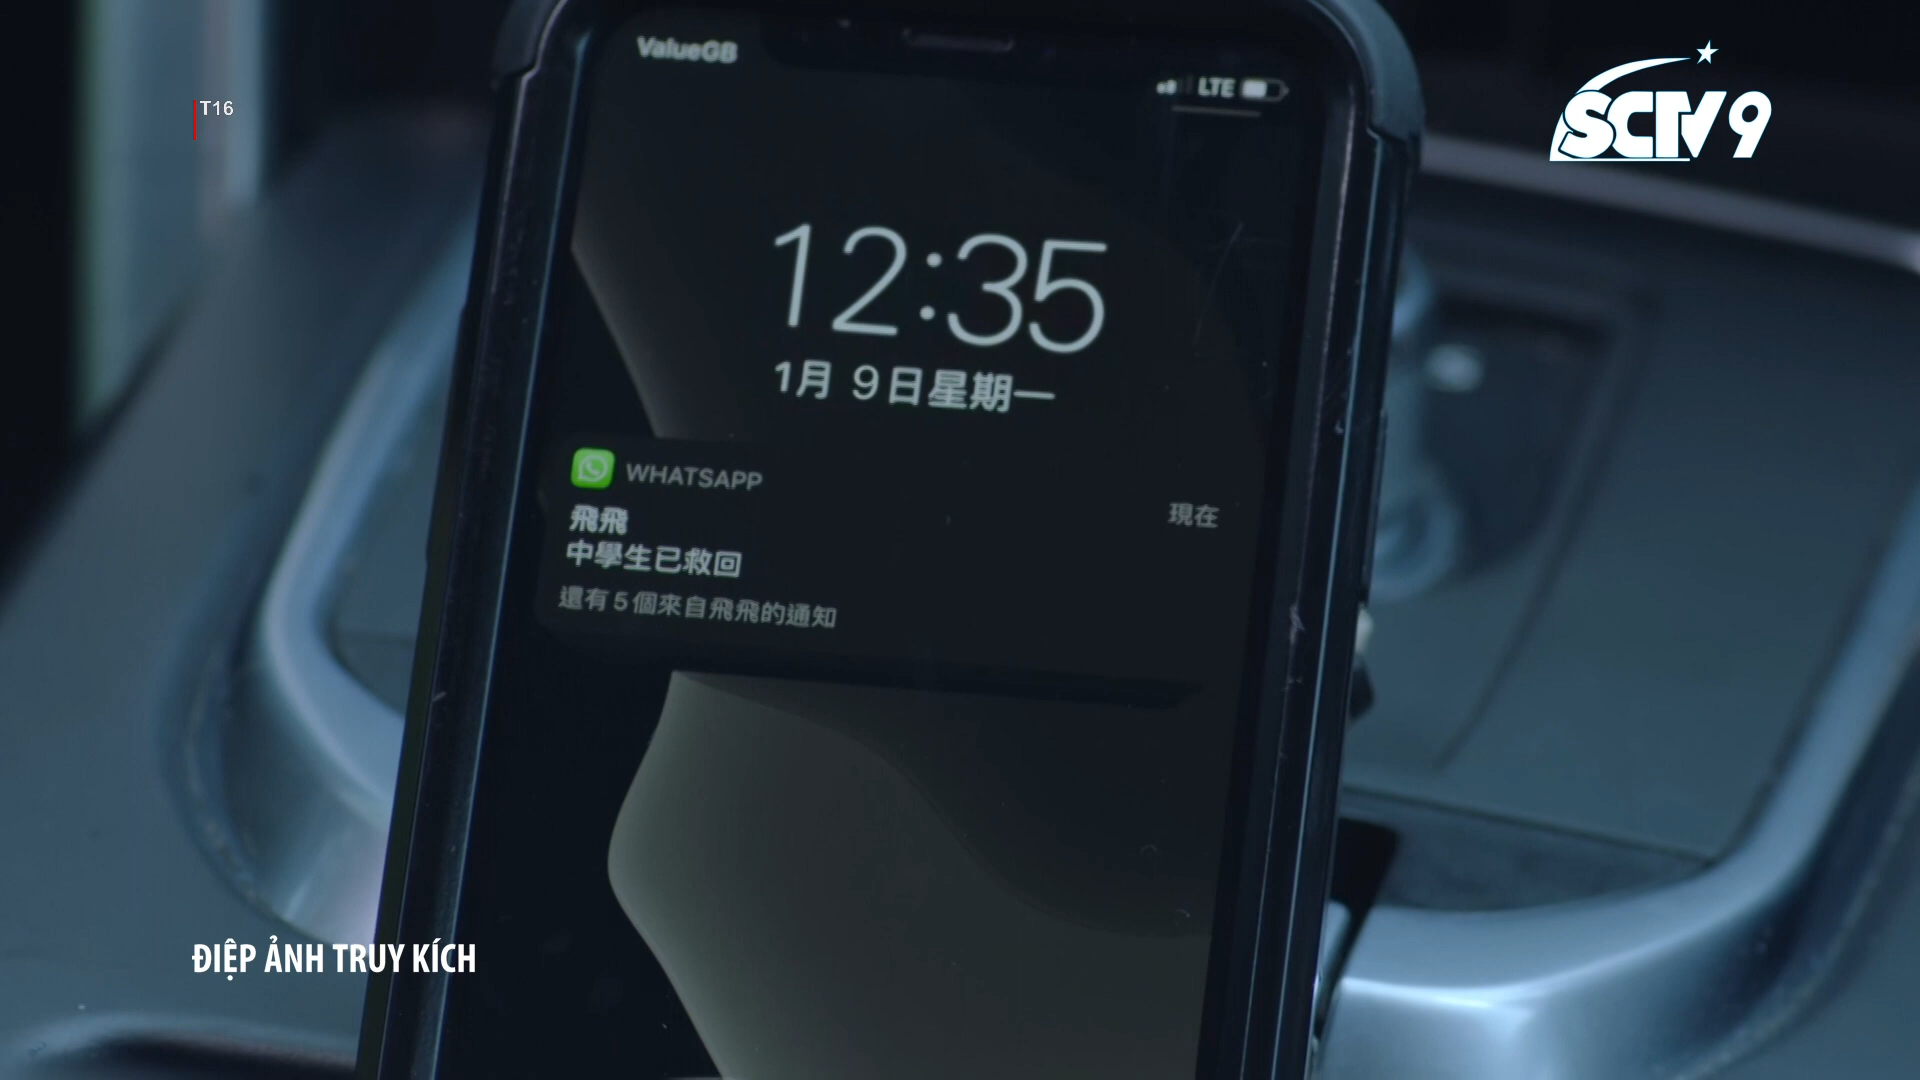 ValueGB
LTE
T16
SCTV9
12:35
1月 9日星期一
WHATSAPP
飛飛
現在
中學生已救回
還有5個來自飛飛的通知
ĐIỆP ẢNH TRUY KÍCH